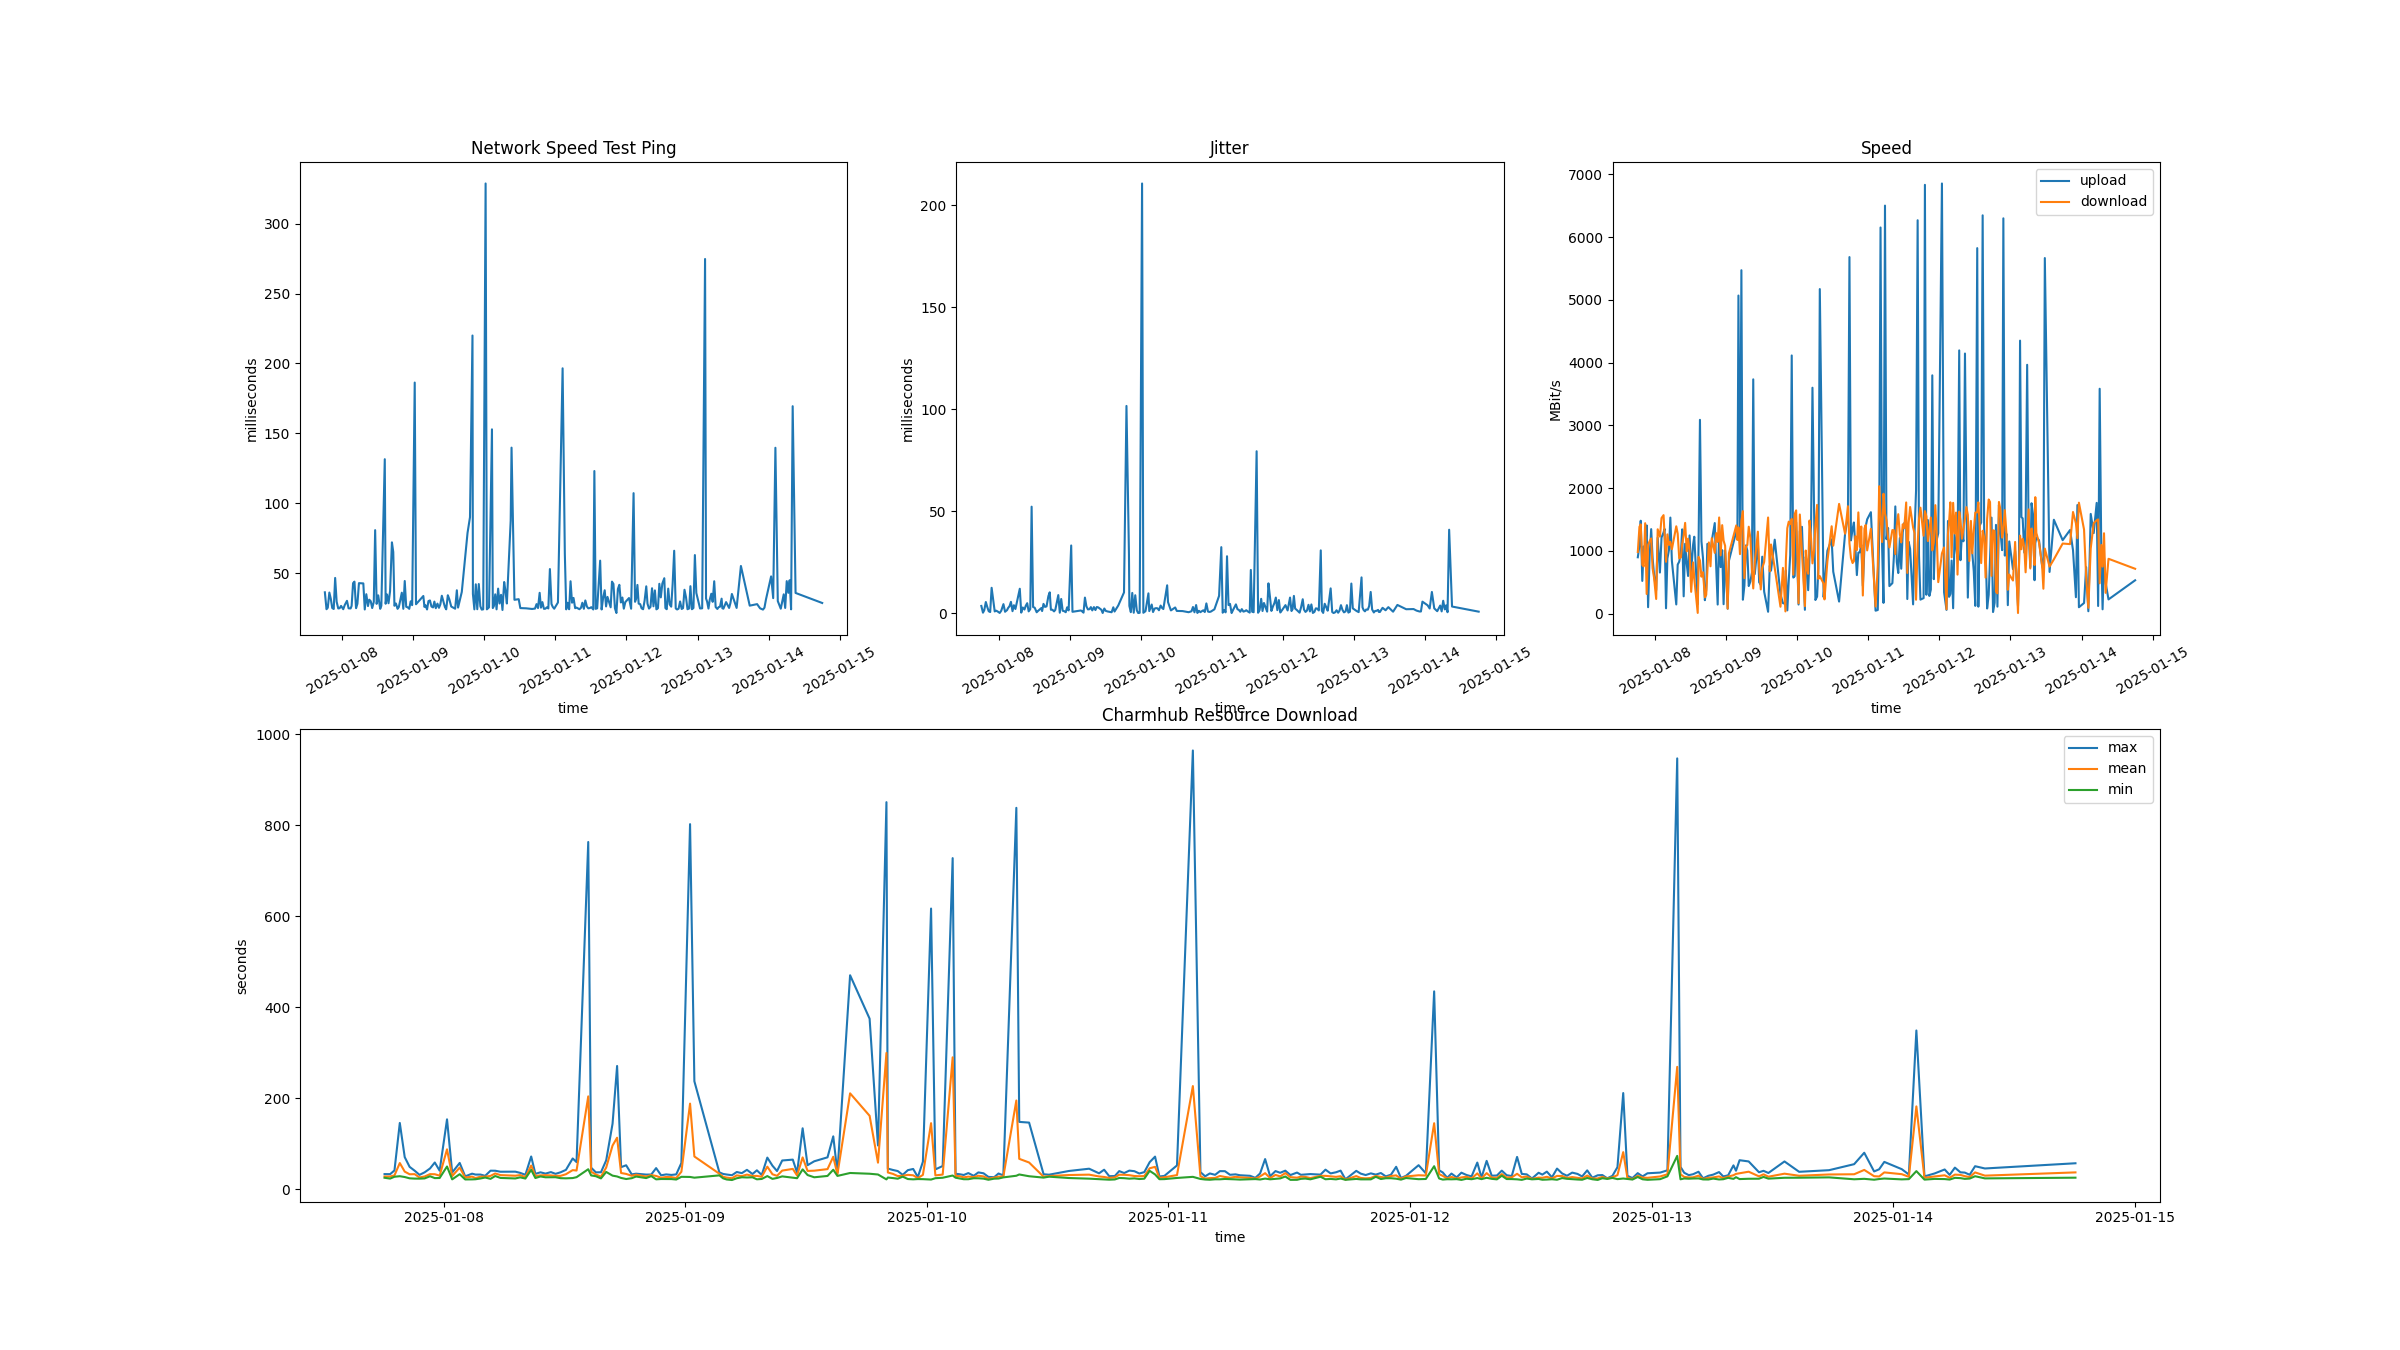 Network Speed Test Ping
milliseconds
300
250
200
150
100
50
2025-01-08 2025-01-09 2025-01-10 2025-01-11 2025-01-12 2025-01-13 2025-01-14 2025-01-15
time
Jitter
milliseconds
200
150
100
50
0
2025-01-08 2025-01-09 2025-01-10 2025-01-11 2025-01-12 2025-01-13 2025-01-14 2025-01-15
time
Speed
MBit/s
7000
6000
5000
4000
3000
2000
1000
0
upload
download
2025-01-08 2025-01-09 2025-01-10 2025-01-11 2025-01-12 2025-01-13 2025-01-14 2025-01-15
time
Charmhub Resource Download
seconds
1000
800
600
400
200
0
max
mean
min
2025-01-08 2025-01-09 2025-01-10 2025-01-11 2025-01-12 2025-01-13 2025-01-14 2025-01-15
time